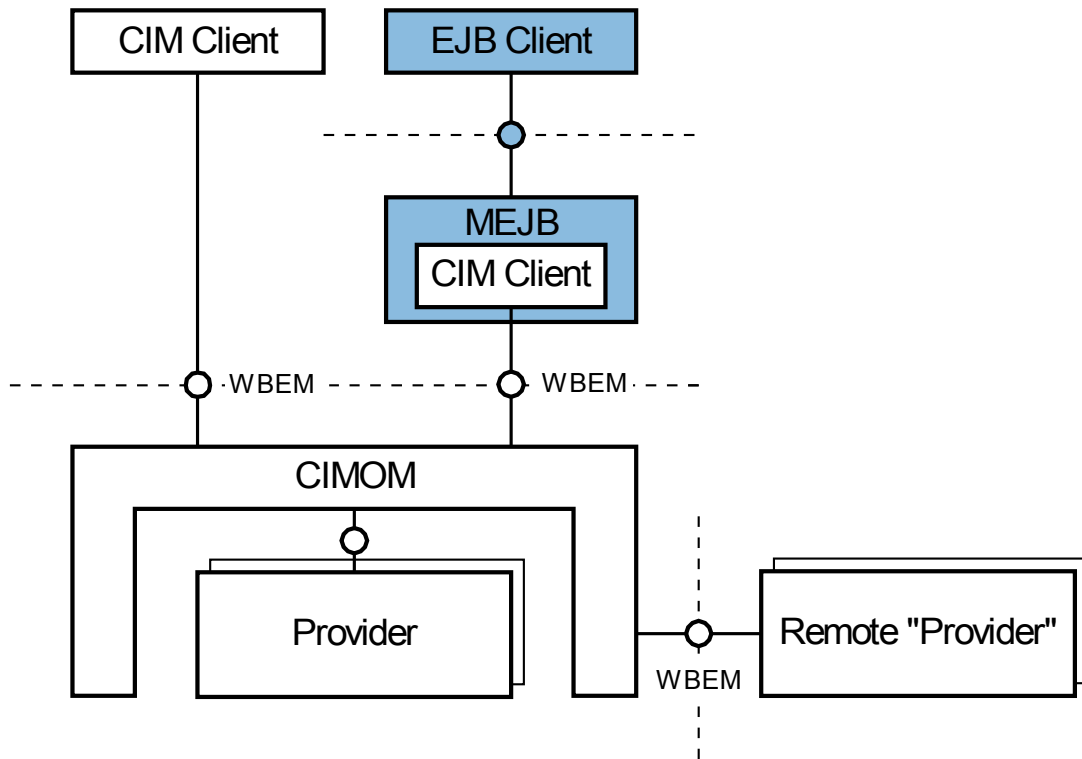 CIM Client
EJB Client
MEJB
CIM Client
WBEM
WBEM
CIMOM
Provider
Remote "Provider"
WBEM